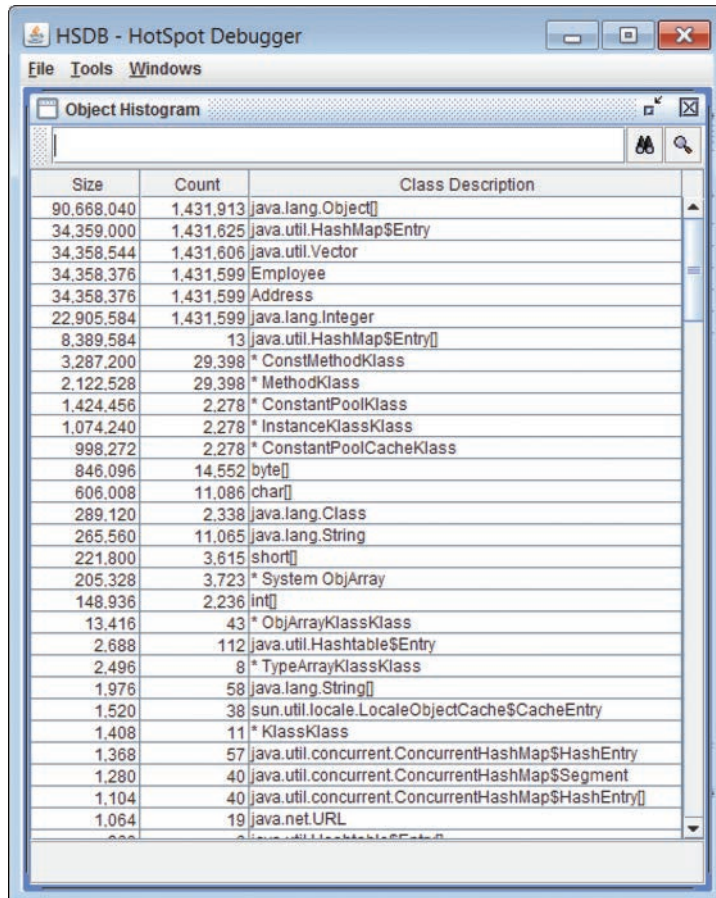 HSDB - HotSpot Debugger
File Tools Windows
Object Histogram
Size Count Class Description
90,668,040 1,431,913 java.lang.Object[]
34,359,000 1,431,625 java.util.HashMap$Entry
34,358,544 1,431,606 java.util.Vector
34,358,376 1,431,599 Employee
34,358,376 1,431,599 Address
22,905,584 1,431,599 java.lang.Integer
8,389,584 13 java.util.HashMap$Entry[]
3,287,200 29,398 * ConstMethodKlass
2,122,528 29,398 * MethodKlass
1,424,456 2,278 * ConstantPoolKlass
1,074,240 2,278 * InstanceKlassKlass
998,272 2,278 * ConstantPoolCacheKlass
846,096 14,552 byte[]
606,008 11,086 char[]
289,120 2,338 java.lang.Class
265,560 11,065 java.lang.String
221,800 3,615 short[]
205,328 3,723 * System ObjArray
148,936 2,236 int[]
13,416 43 * ObjArrayKlassKlass
2,688 112 java.util.Hashtable$Entry
2,496 8 * TypeArrayKlassKlass
1,976 58 java.lang.String[]
1,520 38 sun.util.locale.LocaleObjectCache$CacheEntry
1,408 11 * KlassKlass
1,368 57 java.util.concurrent.ConcurrentHashMap$HashEntry
1,280 40 java.util.concurrent.ConcurrentHashMap$Segment
1,104 40 java.util.concurrent.ConcurrentHashMap$HashEntry[]
1,064 19 java.net.URL